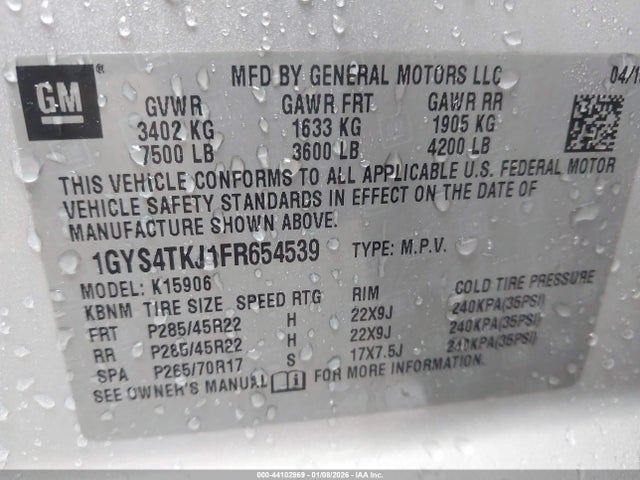 GM ®
MFD BY GENERAL MOTORS LLC
GVWR GAWR FRT GAWR RR
3402 KG 1633 KG 1905 KG
7500 LB 3600 LB 4200 LB
THIS VEHICLE CONFORMS TO ALL APPLICABLE U.S. FEDERAL MOTOR
VEHICLE SAFETY STANDARDS IN EFFECT ON THE DATE OF
MANUFACTURE SHOWN ABOVE.
1GYS4TKJ1FR654539 TYPE: M.P.V.
MODEL: K15906
KBNM TIRE SIZE SPEED RTG RIM COLD TIRE PRESSURE
FRT P285/45R22 H 22X9J 240KPA(35PSI)
RR P285/45R22 H 22X9J 240KPA(35PSI)
SPA P265/70R17 S 17X7.5J 240KPA(35PSI)
SEE OWNER'S MANUAL FOR MORE INFORMATION.
000-44102969 - 01/08/2026 - IAA Inc.